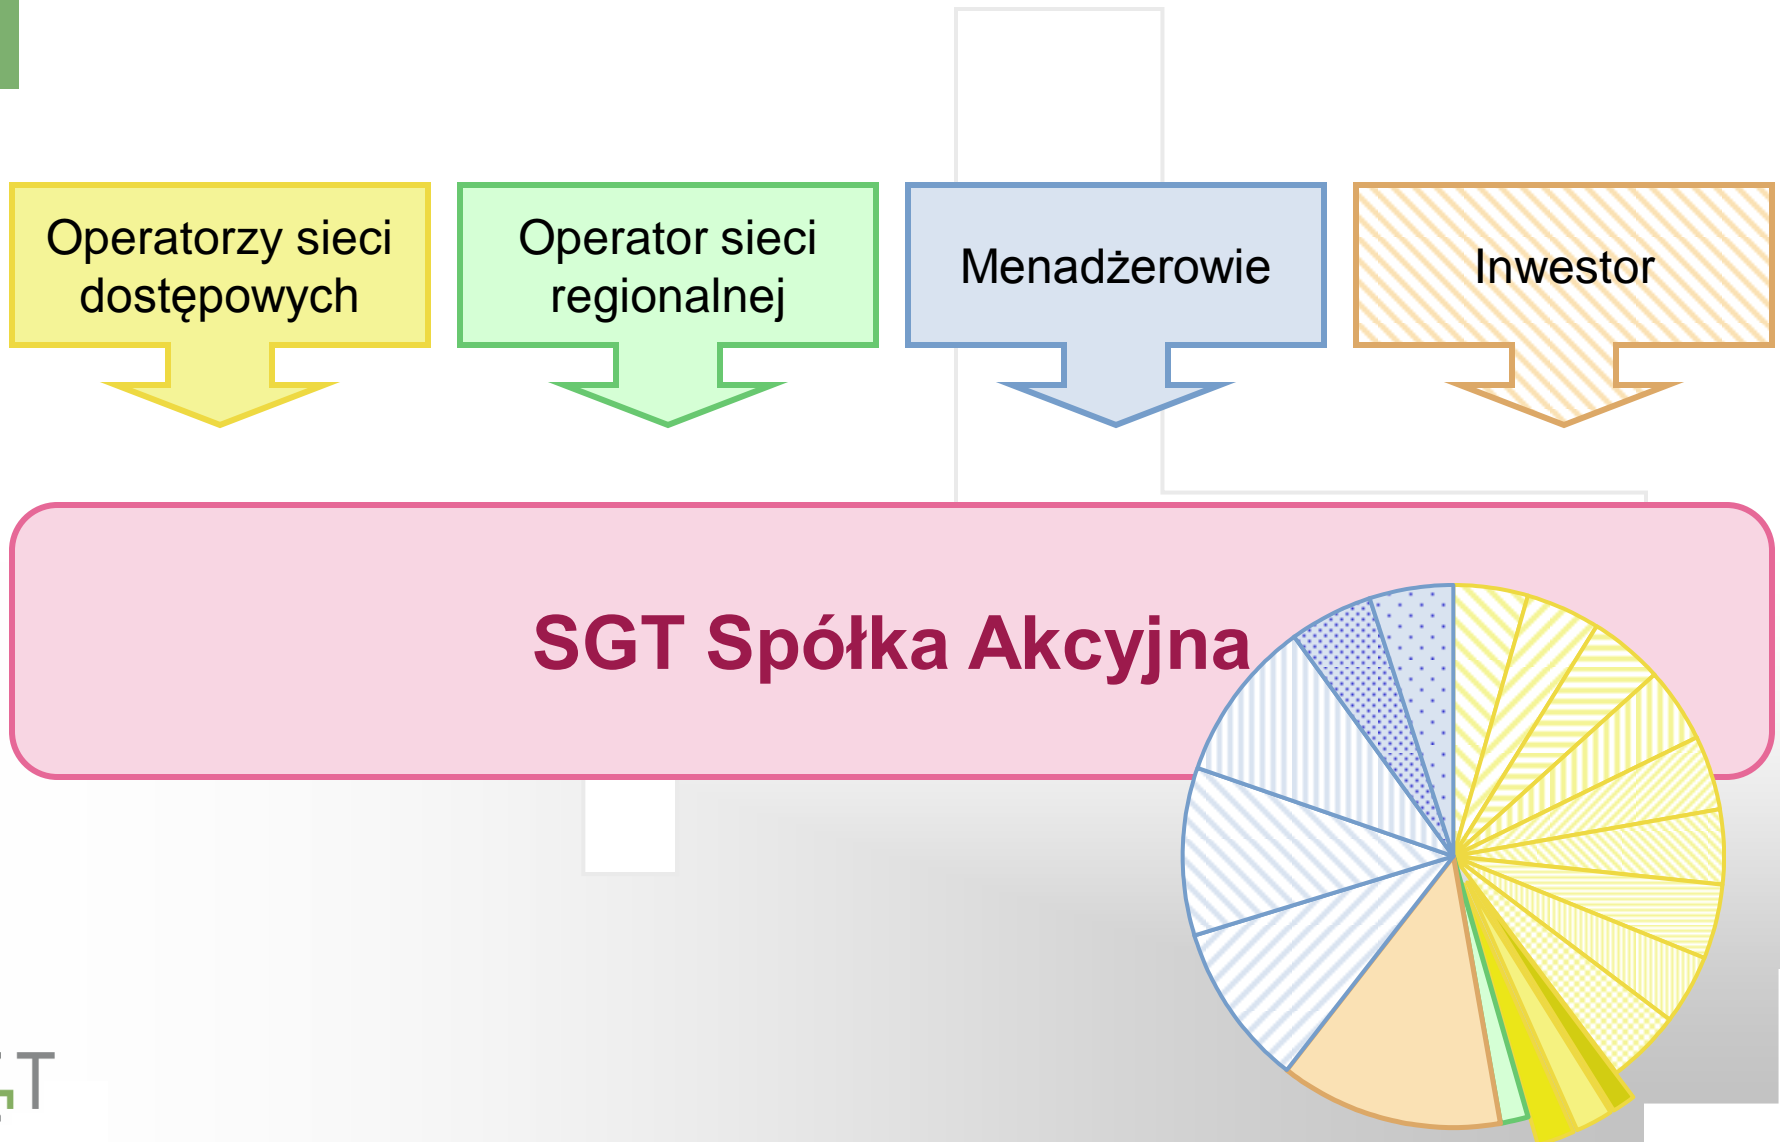 Operatorzy sieci
dostępowych
Operator sieci
regionalnej
Menadżerowie
Inwestor
SGT Spółka Akcyjna